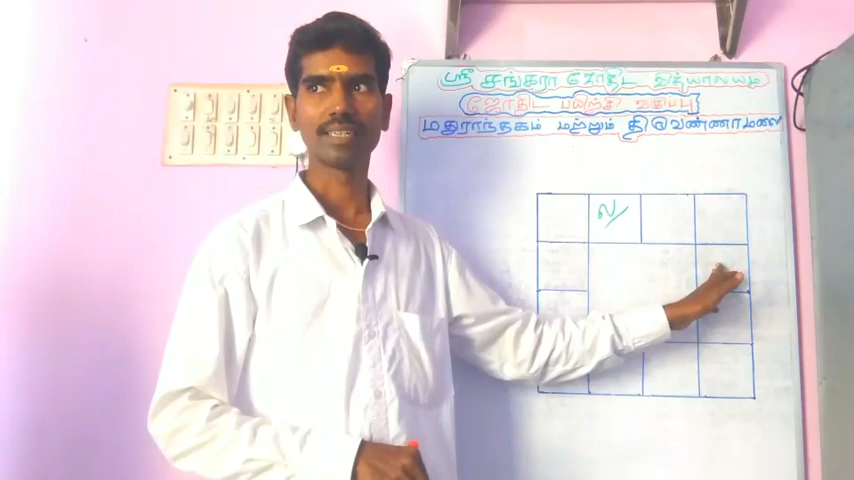 ஸ்ரீ சங்கரா ஜோதிட வித்யாலயம்
ஜோதிட பயிற்சி வகுப்பு
மதுராந்தகம் மற்றும் திருவண்ணாமலை
ல/